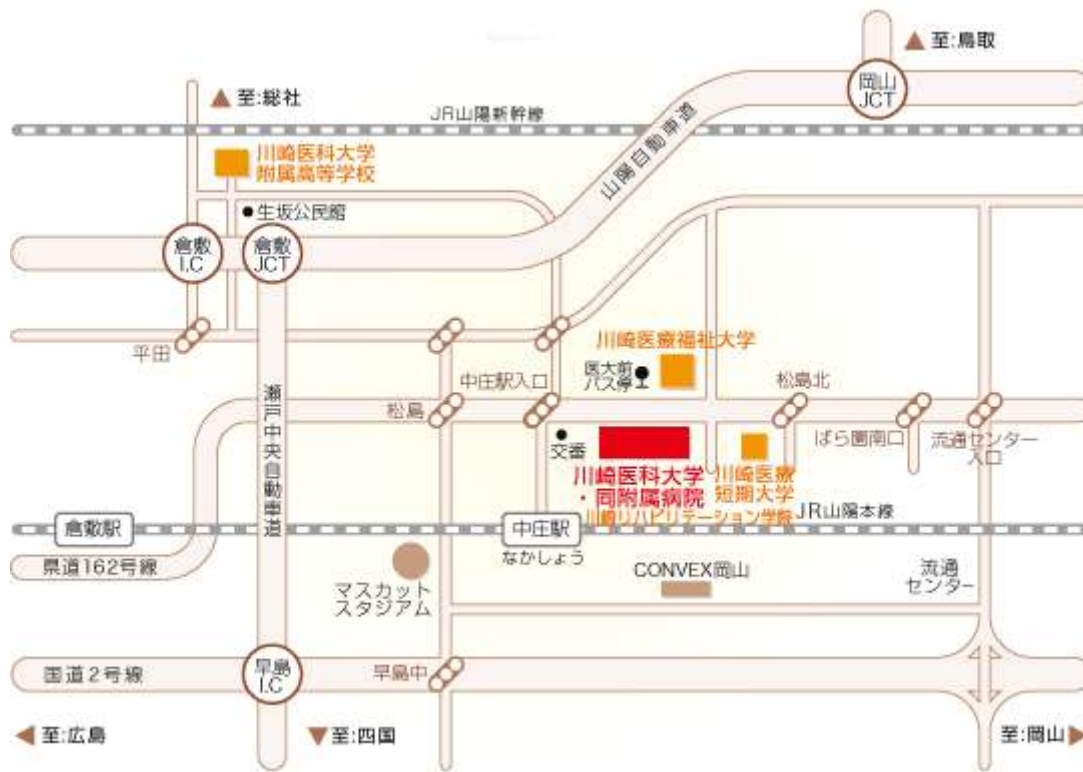 至:鳥取
岡山
JCT
至:総社
JR山陽新幹線
山陽自動車道
川崎医科大学
附属高等学校
生坂公民館
倉敷
I.C
倉敷
JCT
平田
川崎医療福祉大学
医大前
バス停
中庄駅入口
松島北
松島
瀬戸中央自動車道
交番
ばら園南口
流通センター
入口
川崎医科大学
・同附属病院
川崎医療
短期大学
川崎リハビリテーション学院
JR山陽本線
倉敷駅
中庄駅
なかしょう
県道162号線
マスカット
スタジアム
CONVEX岡山
流通
センター
国道2号線
早島
I.C
早島中
至:広島
至:四国
至:岡山